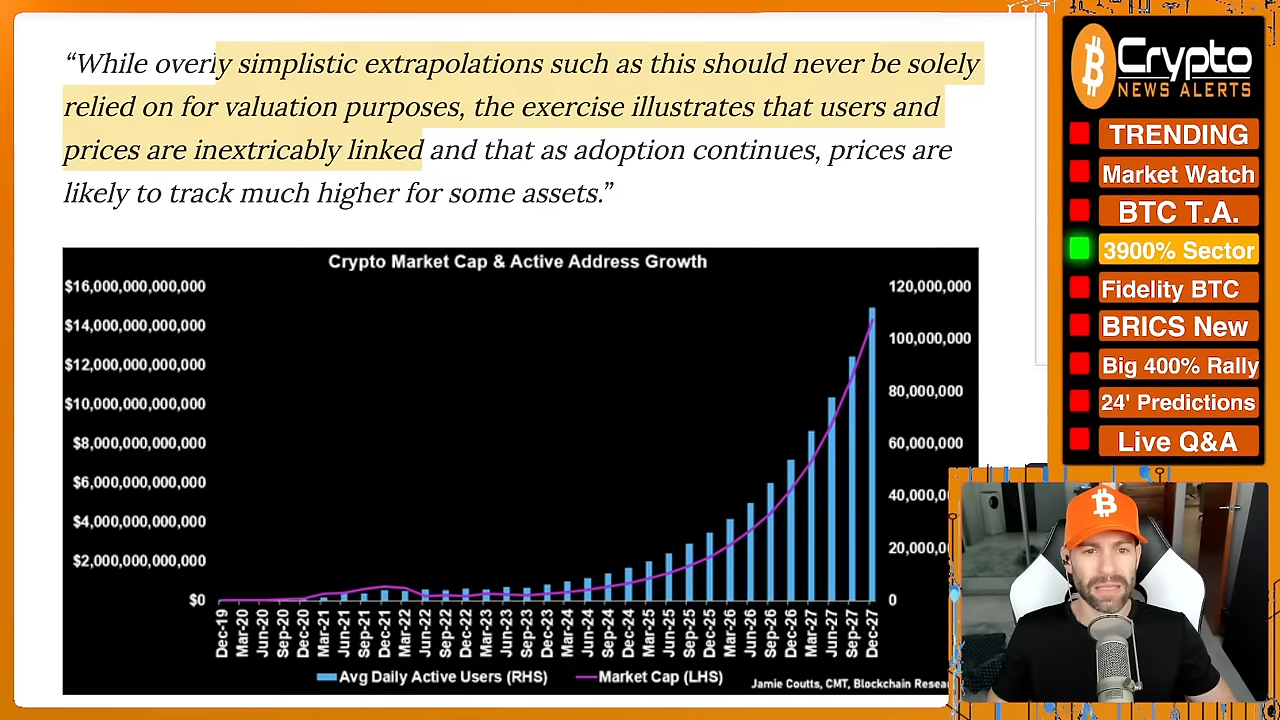 “While overly simplistic extrapolations such as this should never be solely
relied on for valuation purposes, the exercise illustrates that users and
prices are inextricably linked and that as adoption continues, prices are
likely to track much higher for some assets.”
Crypto Market Cap & Active Address Growth
$16,000,000,000,000
$14,000,000,000,000
$12,000,000,000,000
$10,000,000,000,000
$8,000,000,000,000
$6,000,000,000,000
$4,000,000,000,000
$2,000,000,000,000
$0
120,000,000
100,000,000
80,000,000
60,000,000
40,000,0
20,000,000
0
Dec-19
Mar-20
Jun-20
Sep-20
Dec-20
Mar-21
Jun-21
Sep-21
Dec-21
Mar-22
Jun-22
Sep-22
Dec-22
Mar-23
Jun-23
Sep-23
Dec-23
Mar-24
Jun-24
Sep-24
Dec-24
Mar-25
Jun-25
Sep-25
Dec-25
Mar-26
Jun-26
Sep-26
Dec-26
Mar-27
Jun-27
Sep-27
Dec-27
Avg Daily Active Users (RHS)
Market Cap (LHS)
Jamie Coutts, CMT, Blockchain Resea
Crypto
NEWS ALERTS
TRENDING
Market Watch
BTC T.A.
3900% Sector
Fidelity BTC
BRICS New
Big 400% Rally
24' Predictions
Live Q&A